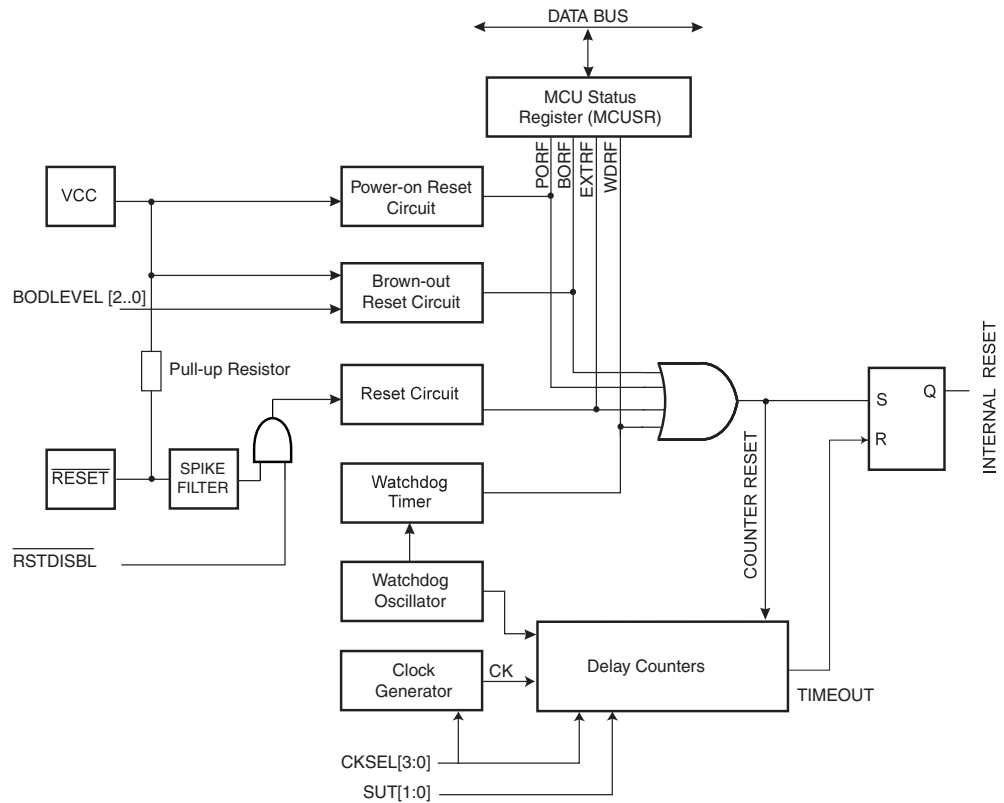 DATA BUS
MCU Status
Register (MCUSR)
PORF
BORF
EXTRF
WDRF
VCC
Power-on Reset
Circuit
Brown-out
Reset Circuit
BODLEVEL [2..0]
Pull-up Resistor
Reset Circuit
S
Q
R
INTERNAL RESET
RESET
SPIKE
FILTER
Watchdog
Timer
COUNTER RESET
RSTDISBL
Watchdog
Oscillator
Clock
Generator
CK
Delay Counters
TIMEOUT
CKSEL[3:0]
SUT[1:0]